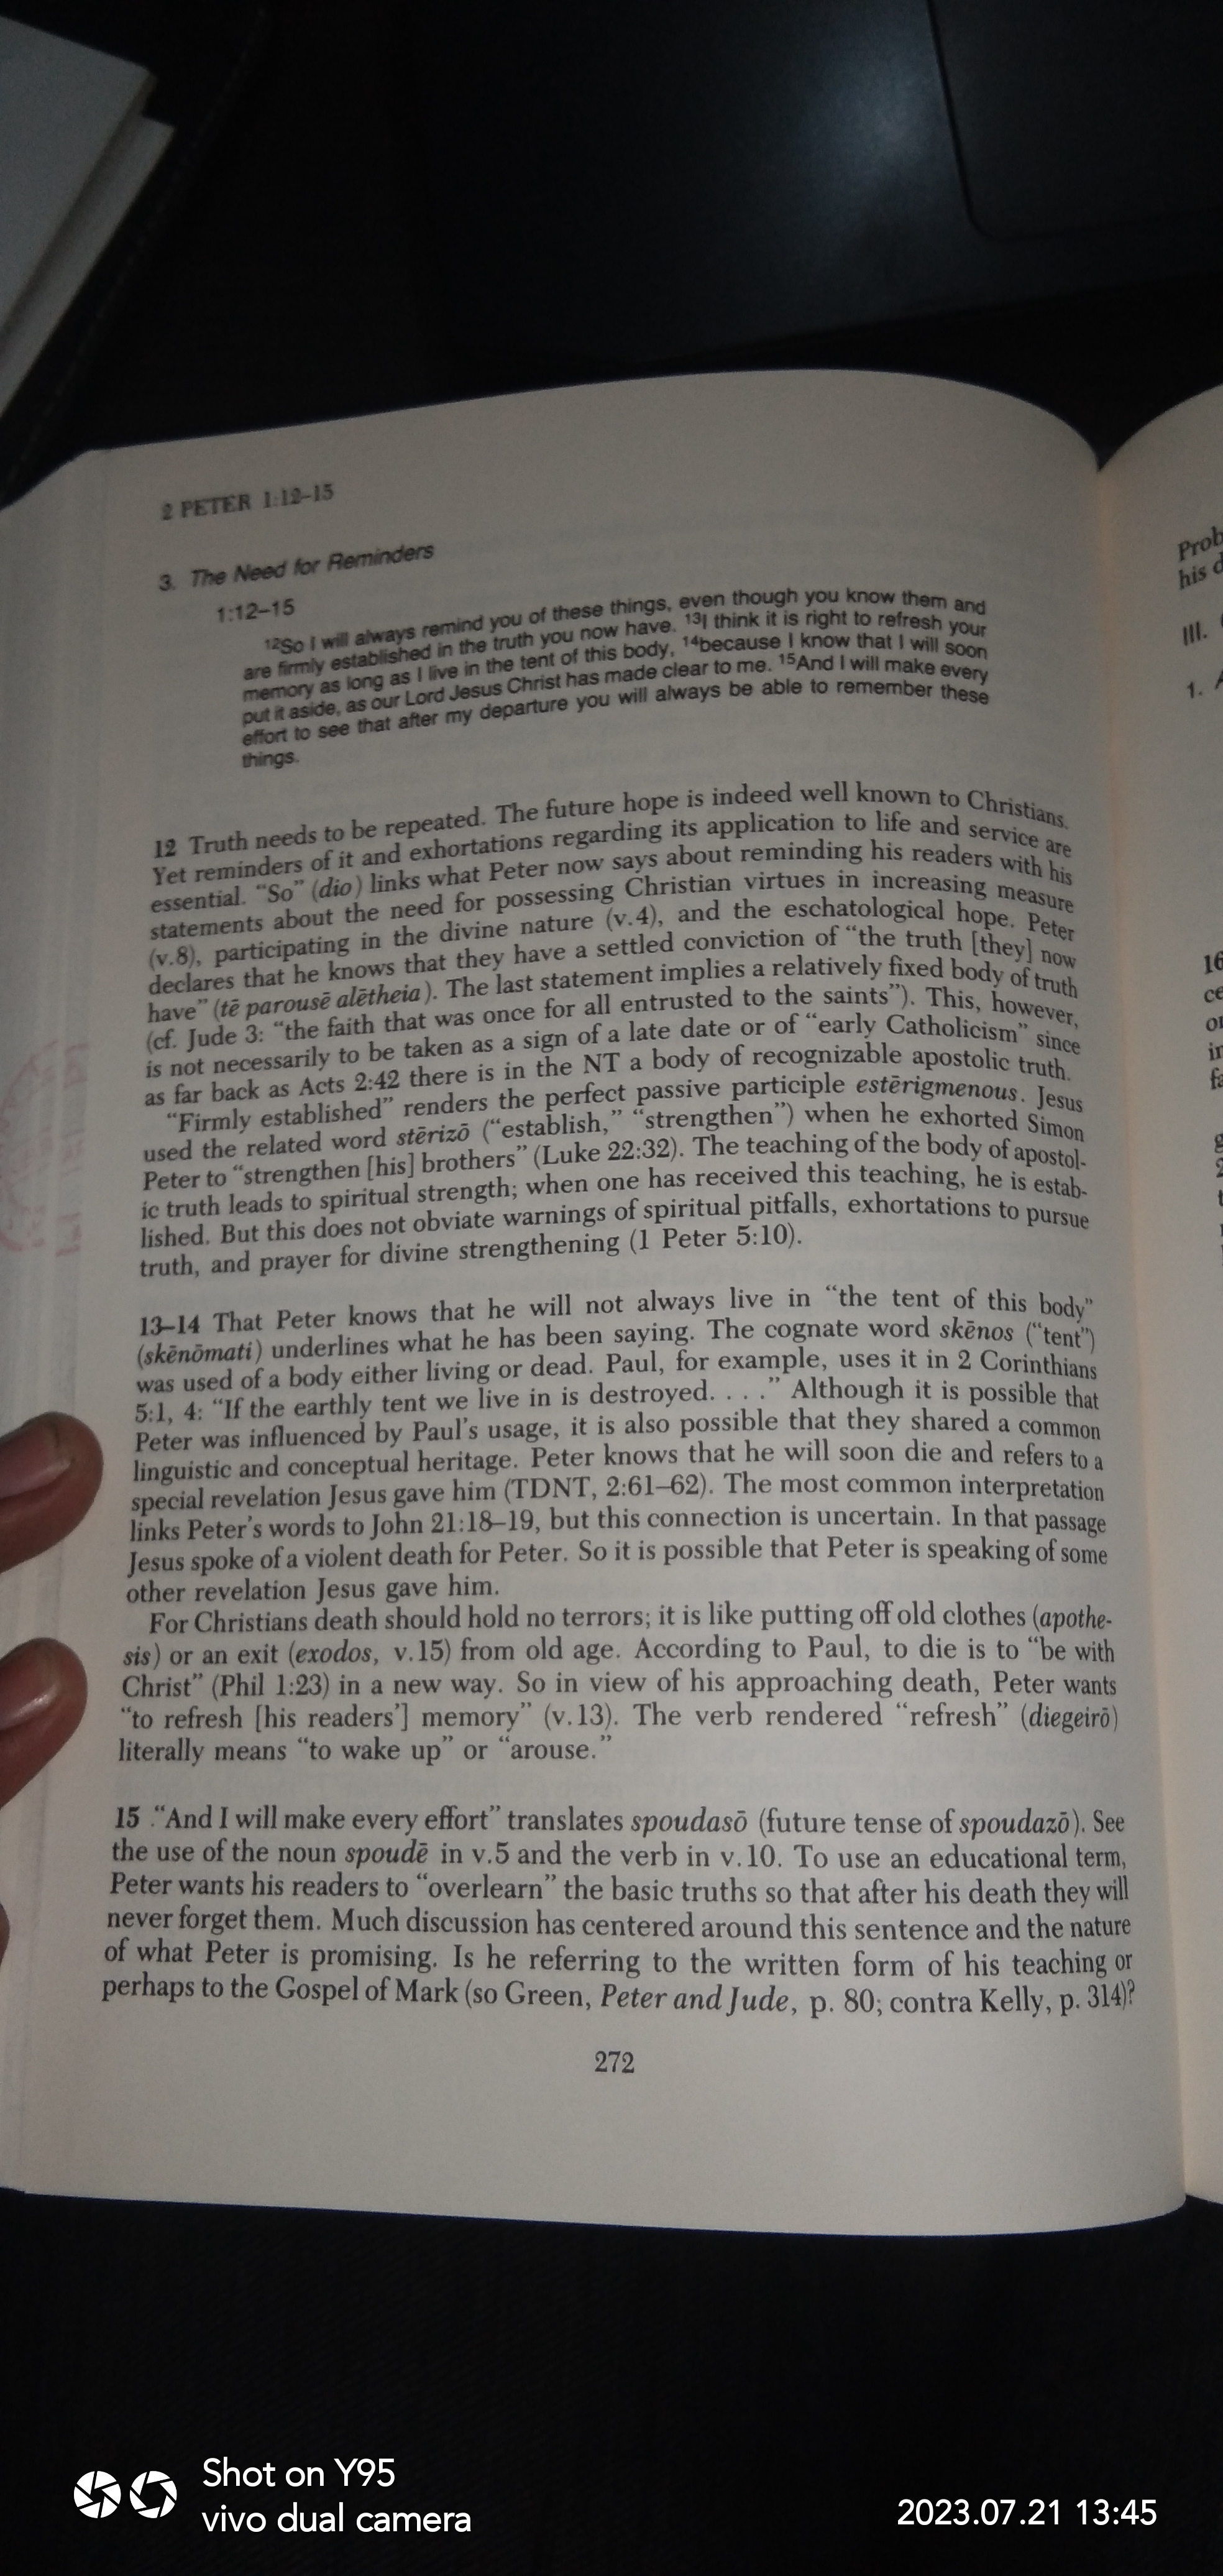 2 PETER 1:12–15
3. The Need for Reminders
1:12–15
¹²So I will always remind you of these things, even though you know them and
are firmly established in the truth you now have. ¹³I think it is right to refresh your
memory as long as I live in the tent of this body, ¹⁴because I know that I will soon
put it aside, as our Lord Jesus Christ has made clear to me. ¹⁵And I will make every
effort to see that after my departure you will always be able to remember these
things.
12 Truth needs to be repeated. The future hope is indeed well known to Christians.
Yet reminders of it and exhortations regarding its application to life and service are
essential. “So” (dio) links what Peter now says about reminding his readers with his
statements about the need for possessing Christian virtues in increasing measure
(v.8), participating in the divine nature (v.4), and the eschatological hope. Peter
declares that he knows that they have a settled conviction of “the truth [they] now
have” (tē parousē alētheia). The last statement implies a relatively fixed body of truth
(cf. Jude 3: “the faith that was once for all entrusted to the saints”). This, however,
is not necessarily to be taken as a sign of a late date or of “early Catholicism” since
as far back as Acts 2:42 there is in the NT a body of recognizable apostolic truth.
“Firmly established” renders the perfect passive participle estērigmenous. Jesus
used the related word stērizō (“establish,” “strengthen”) when he exhorted Simon
Peter to “strengthen [his] brothers” (Luke 22:32). The teaching of the body of apostol-
ic truth leads to spiritual strength; when one has received this teaching, he is estab-
lished. But this does not obviate warnings of spiritual pitfalls, exhortations to pursue
truth, and prayer for divine strengthening (1 Peter 5:10).
13–14 That Peter knows that he will not always live in “the tent of this body”
(skēnōmati) underlines what he has been saying. The cognate word skēnos (“tent”)
was used of a body either living or dead. Paul, for example, uses it in 2 Corinthians
5:1, 4: “If the earthly tent we live in is destroyed. . . .” Although it is possible that
Peter was influenced by Paul’s usage, it is also possible that they shared a common
linguistic and conceptual heritage. Peter knows that he will soon die and refers to a
special revelation Jesus gave him (TDNT, 2:61–62). The most common interpretation
links Peter’s words to John 21:18–19, but this connection is uncertain. In that passage
Jesus spoke of a violent death for Peter. So it is possible that Peter is speaking of some
other revelation Jesus gave him.
For Christians death should hold no terrors; it is like putting off old clothes (apothe-
sis) or an exit (exodos, v.15) from old age. According to Paul, to die is to “be with
Christ” (Phil 1:23) in a new way. So in view of his approaching death, Peter wants
“to refresh [his readers’] memory” (v.13). The verb rendered “refresh” (diegeirō)
literally means “to wake up” or “arouse.”
15 “And I will make every effort” translates spoudasō (future tense of spoudazō). See
the use of the noun spoudē in v.5 and the verb in v.10. To use an educational term,
Peter wants his readers to “overlearn” the basic truths so that after his death they will
never forget them. Much discussion has centered around this sentence and the nature
of what Peter is promising. Is he referring to the written form of his teaching or
perhaps to the Gospel of Mark (so Green, Peter and Jude, p. 80; contra Kelly, p. 314)?
272
Prob
his d
III.
1.
16
Shot on Y95
vivo dual camera
2023.07.21 13:45